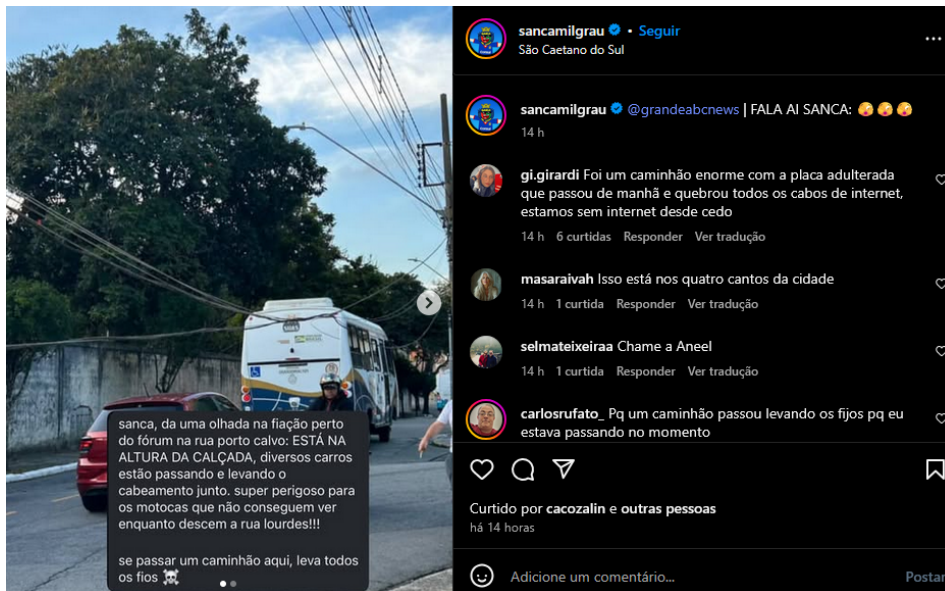 sancamilgrau • Seguir
São Caetano do Sul
sancamilgrau @grandeabcnews | FALA AI SANCA: 🫣🫣🫣
14 h
gi.girardi Foi um caminhão enorme com a placa adulterada
que passou de manhã e quebrou todos os cabos de internet,
estamos sem internet desde cedo
14 h 6 curtidas Responder Ver tradução
masaraivah Isso está nos quatro cantos da cidade
14 h 1 curtida Responder Ver tradução
selmateixeiraa Chame a Aneel
14 h 1 curtida Responder Ver tradução
carlosrufato_ Pq um caminhão passou levando os fijos pq eu
estava passando no momento
Curtido por cacozalin e outras pessoas
há 14 horas
Adicione um comentário...
Postar
sanca, da uma olhada na fiação perto
do fórum na rua porto calvo: ESTÁ NA
ALTURA DA CALÇADA, diversos carros
estão passando e levando o
cabeamento junto. super perigoso para
os motocas que não conseguem ver
enquanto descem a rua lourdes!!!
se passar um caminhão aqui, leva todos
os fios ☠️